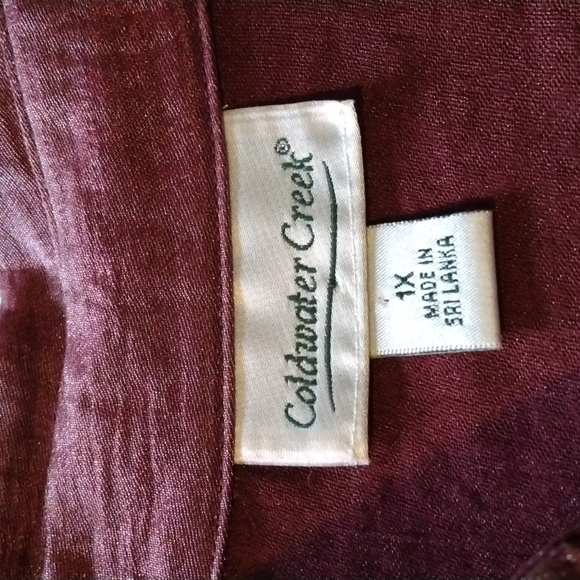 Coldwater Creek®
1X
MADE IN
SRI LANKA